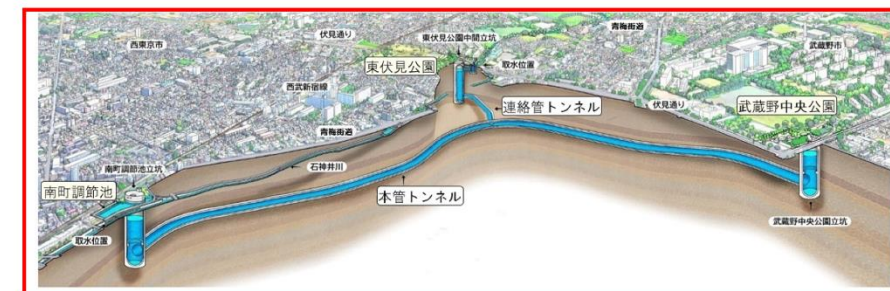 西東京市
伏見通り
東伏見公園中間立坑
青梅街道
武蔵野市
東伏見公園
取水位置
西武新宿線
連絡管トンネル
伏見通り
武蔵野中央公園
青梅街道
南町調節池立坑
石神井川
南町調節池
本管トンネル
武蔵野中央公園立坑
取水位置